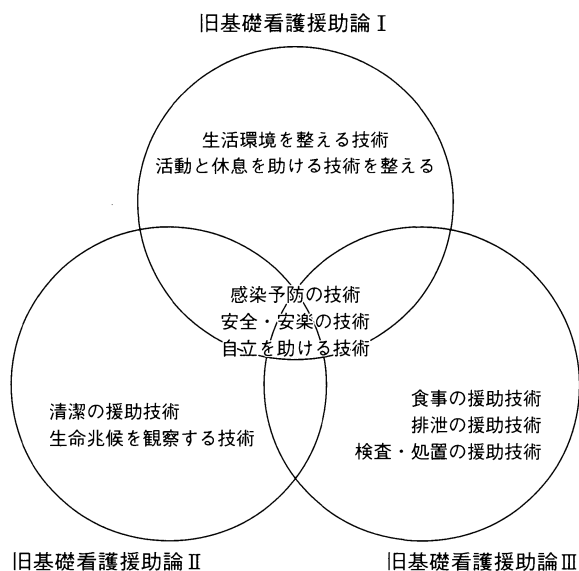 旧基礎看護援助論Ⅰ
生活環境を整える技術
活動と休息を助ける技術を整える
感染予防の技術
安全・安楽の技術
自立を助ける技術
清潔の援助技術
生命兆候を観察する技術
食事の援助技術
排泄の援助技術
検査・処置の援助技術
旧基礎看護援助論Ⅱ
旧基礎看護援助論Ⅲ